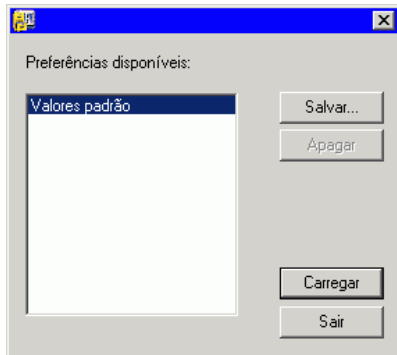 Preferências disponíveis:
Valores padrão
Salvar...
Apagar
Carregar
Sair